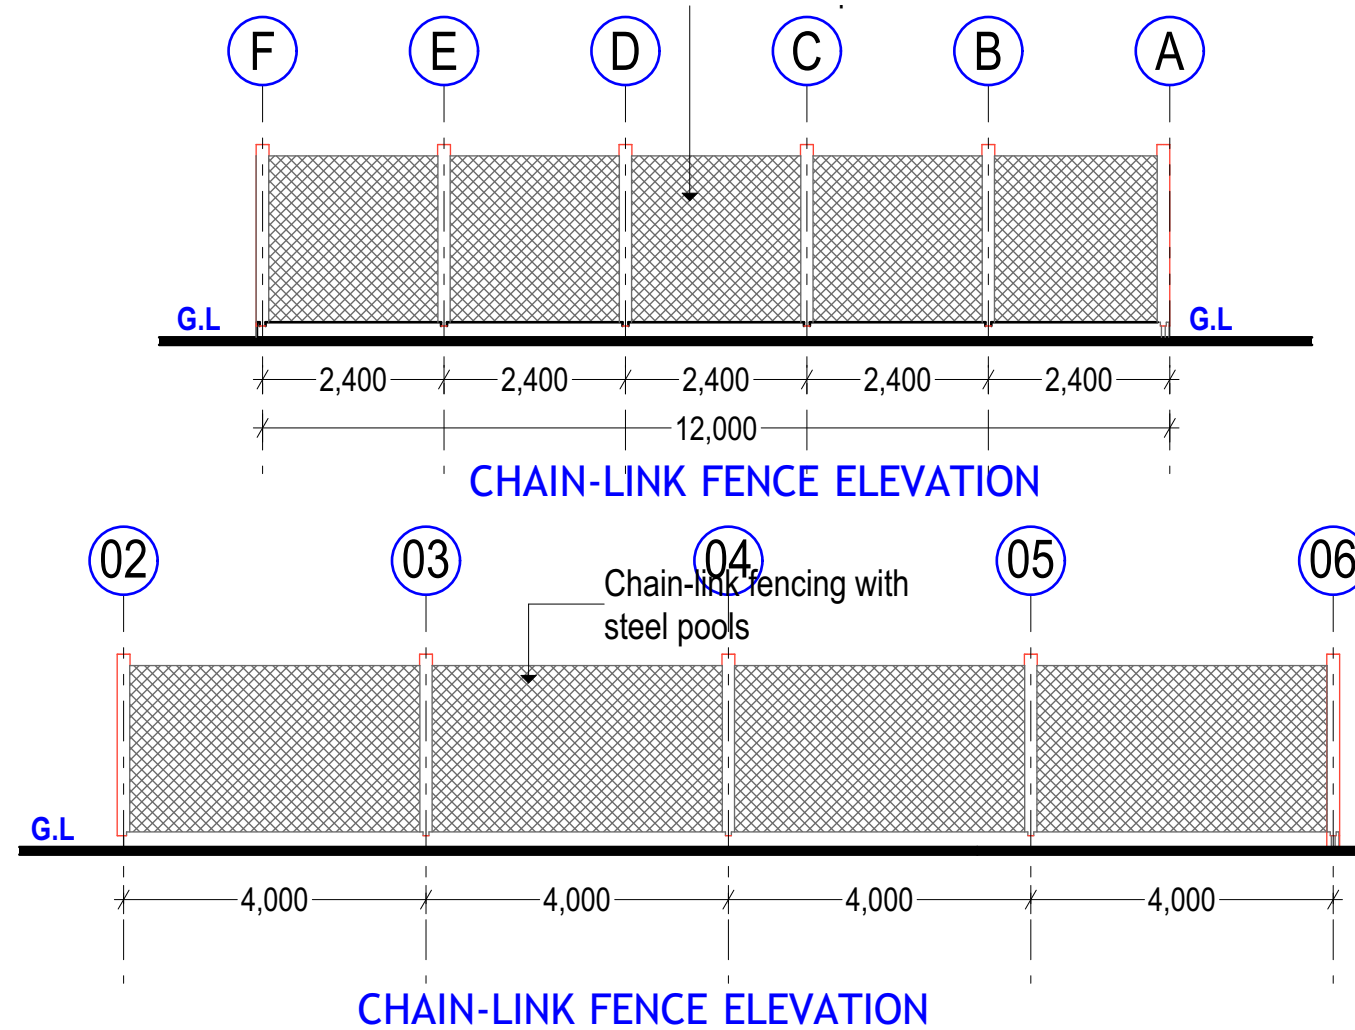 F E D C B A
G.L G.L
2,400 2,400 2,400 2,400 2,400
12,000
CHAIN-LINK FENCE ELEVATION
02 03 04 05 06
Chain-link fencing with
steel pools
G.L
4,000 4,000 4,000 4,000
CHAIN-LINK FENCE ELEVATION